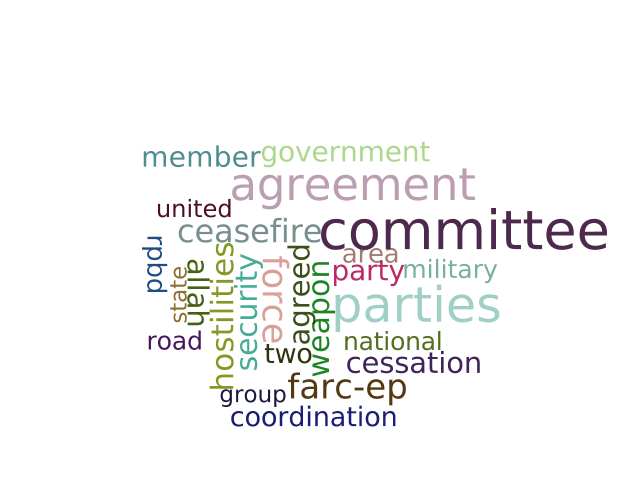 member
government
agreement
united
ceasefire
committee
area
party
military
rpbd
state
allah
hostilities
security
force
agreed
weapon
parties
road
two
national
cessation
group
farc-ep
coordination